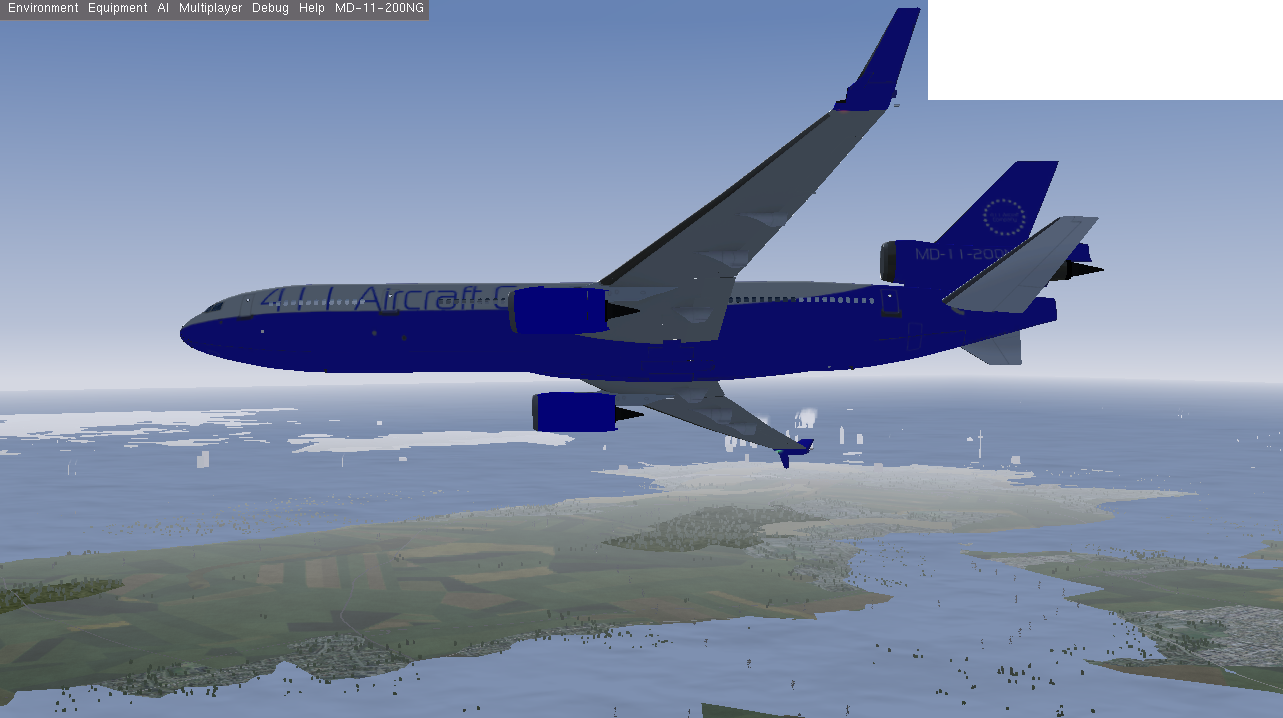 Environment Equipment AI Multiplayer Debug Help MD-11-200NG
MD-11-200
411 Aircraft